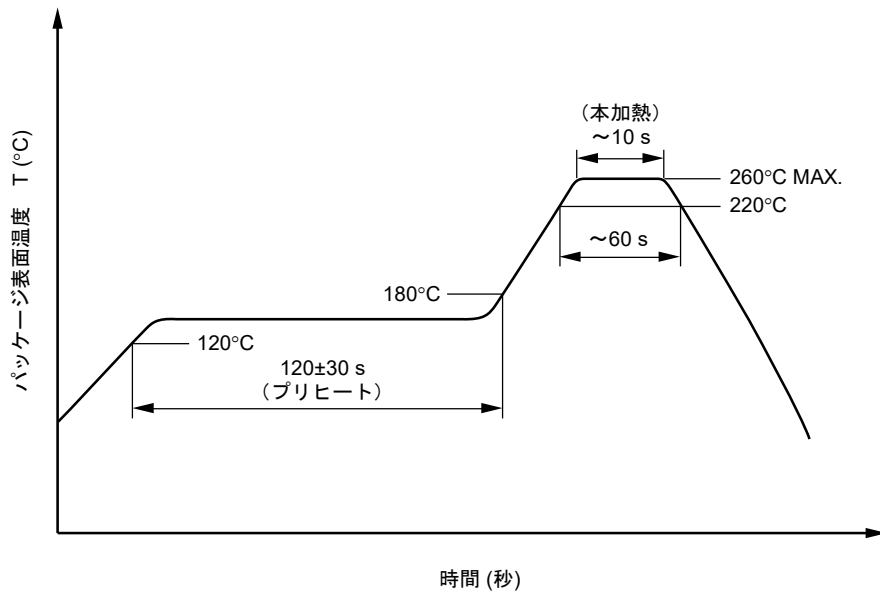 （本加熱）
～10 s
260°C MAX.
220°C
～60 s
180°C
120°C
120±30 s
（プリヒート）
パッケージ表面温度 T (°C)
時間 (秒)